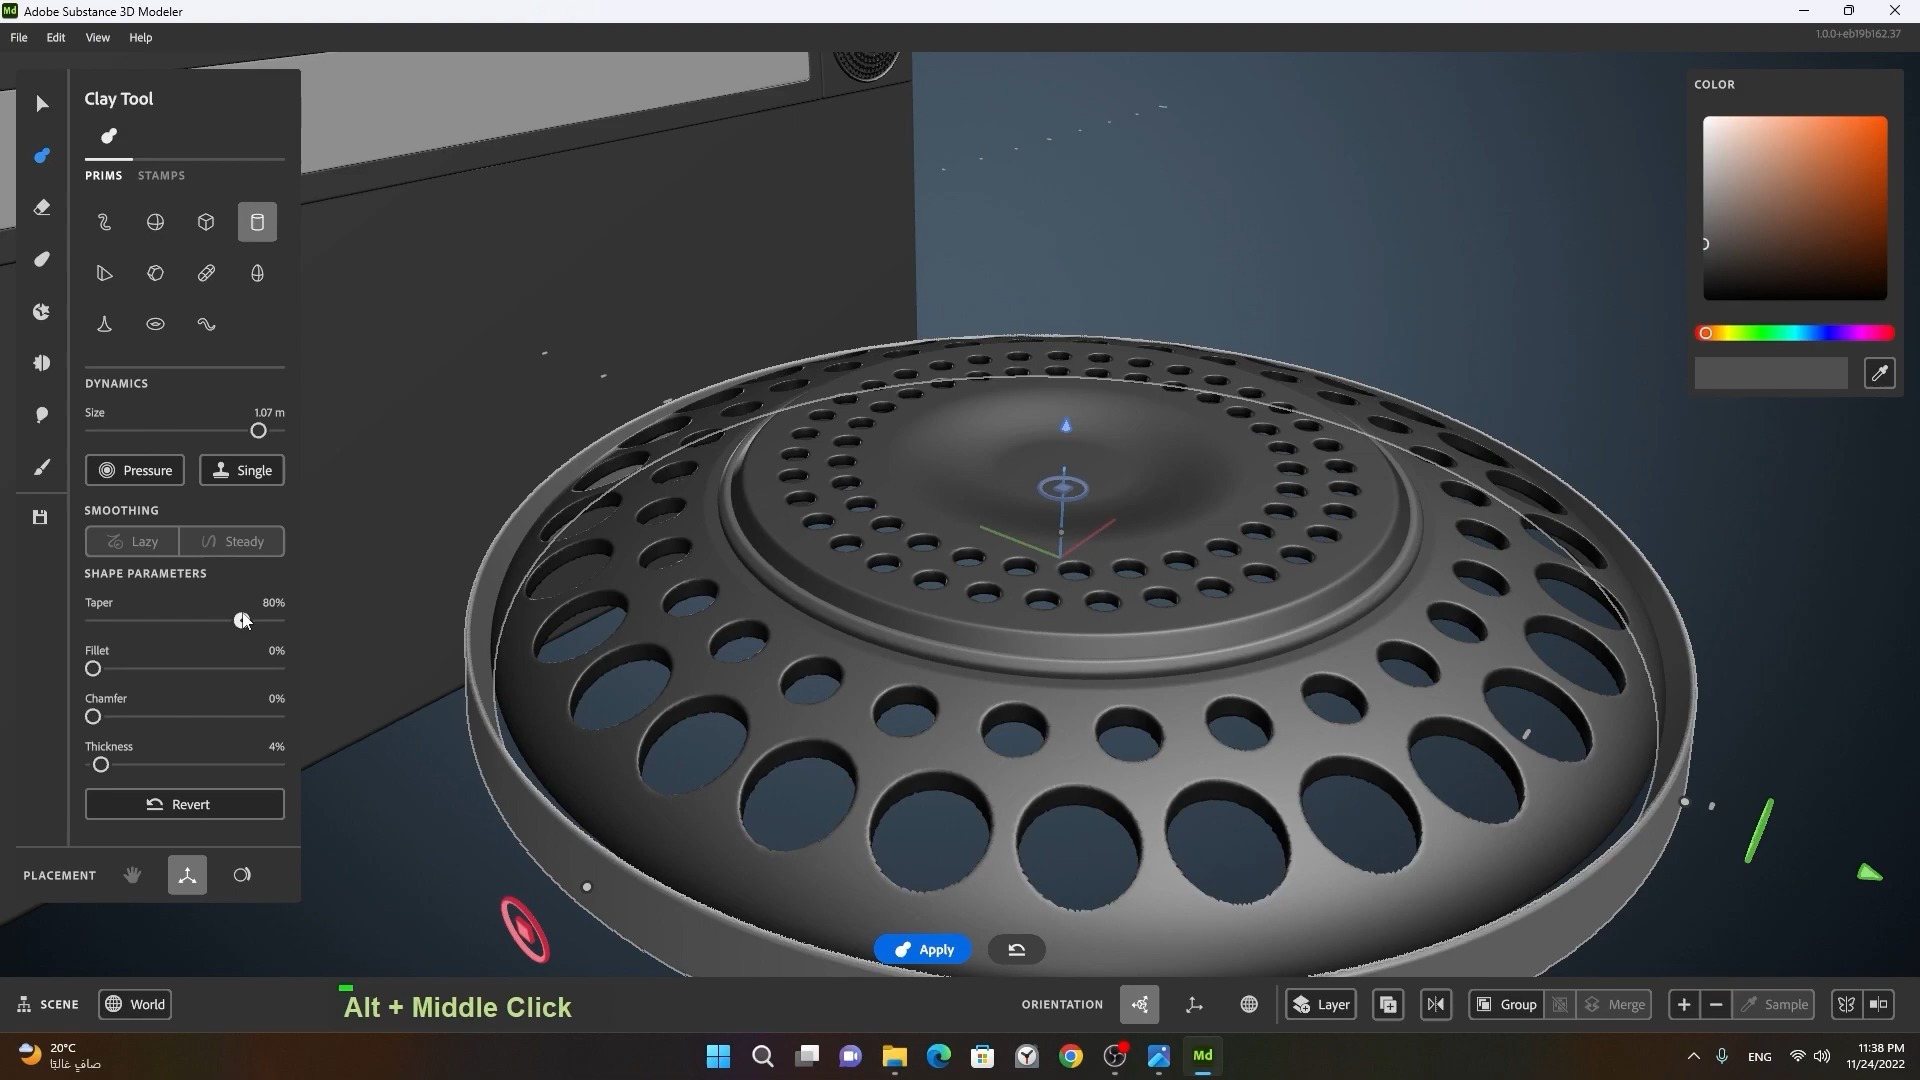 Md Adobe Substance 3D Modeler
File Edit View Help
1.0.0+eb19b162.37
Clay Tool
PRIMS STAMPS
DYNAMICS
Size 1.07 m
Pressure Single
SMOOTHING
Lazy Steady
SHAPE PARAMETERS
Taper 80%
Fillet 0%
Chamfer 0%
Thickness 4%
Revert
PLACEMENT
COLOR
Apply
SCENE World
Alt + Middle Click
ORIENTATION
Layer
Group
Merge
Sample
20°C
صافٍ غالبًا
Md
ENG
11:38 PM
11/24/2022